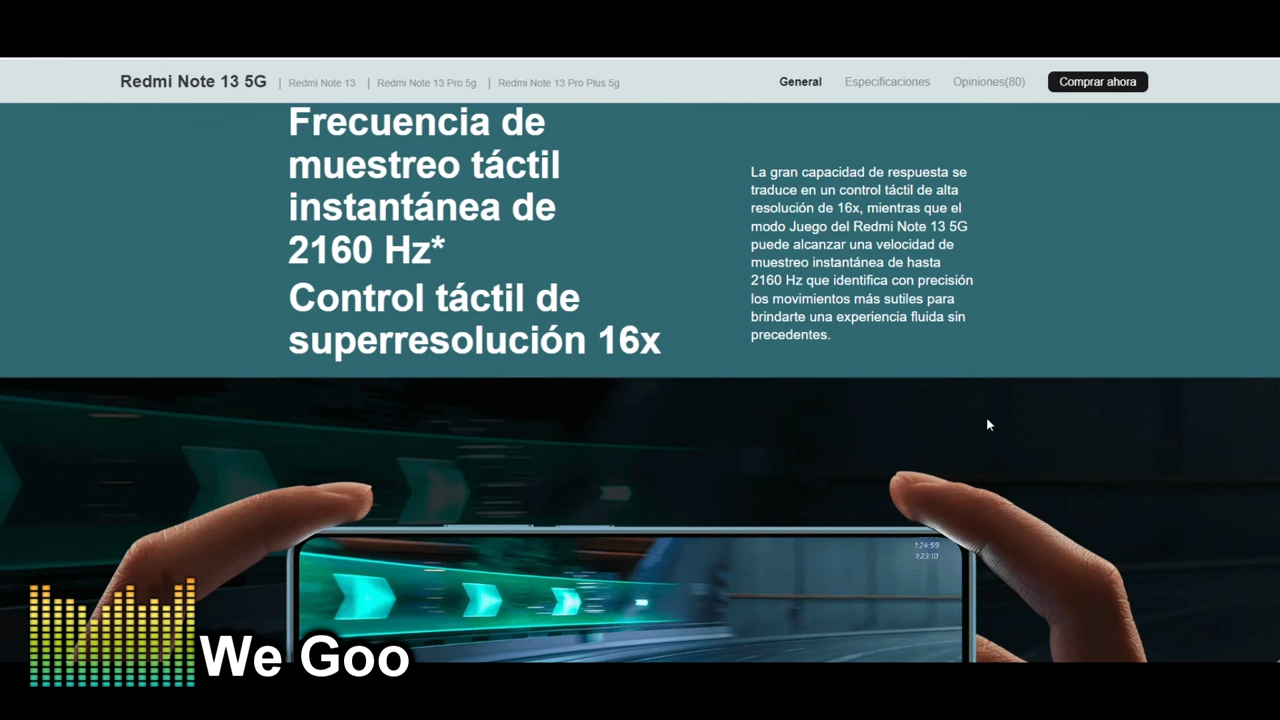 Redmi Note 13 5G | Redmi Note 13 | Redmi Note 13 Pro 5g | Redmi Note 13 Pro Plus 5g
General Especificaciones Opiniones(80) Comprar ahora
Frecuencia de
muestreo táctil
instantánea de
2160 Hz*
Control táctil de
superresolución 16x
La gran capacidad de respuesta se
traduce en un control táctil de alta
resolución de 16x, mientras que el
modo Juego del Redmi Note 13 5G
puede alcanzar una velocidad de
muestreo instantánea de hasta
2160 Hz que identifica con precisión
los movimientos más sutiles para
brindarte una experiencia fluida sin
precedentes.
1:24:59
1:23:10
We Goo